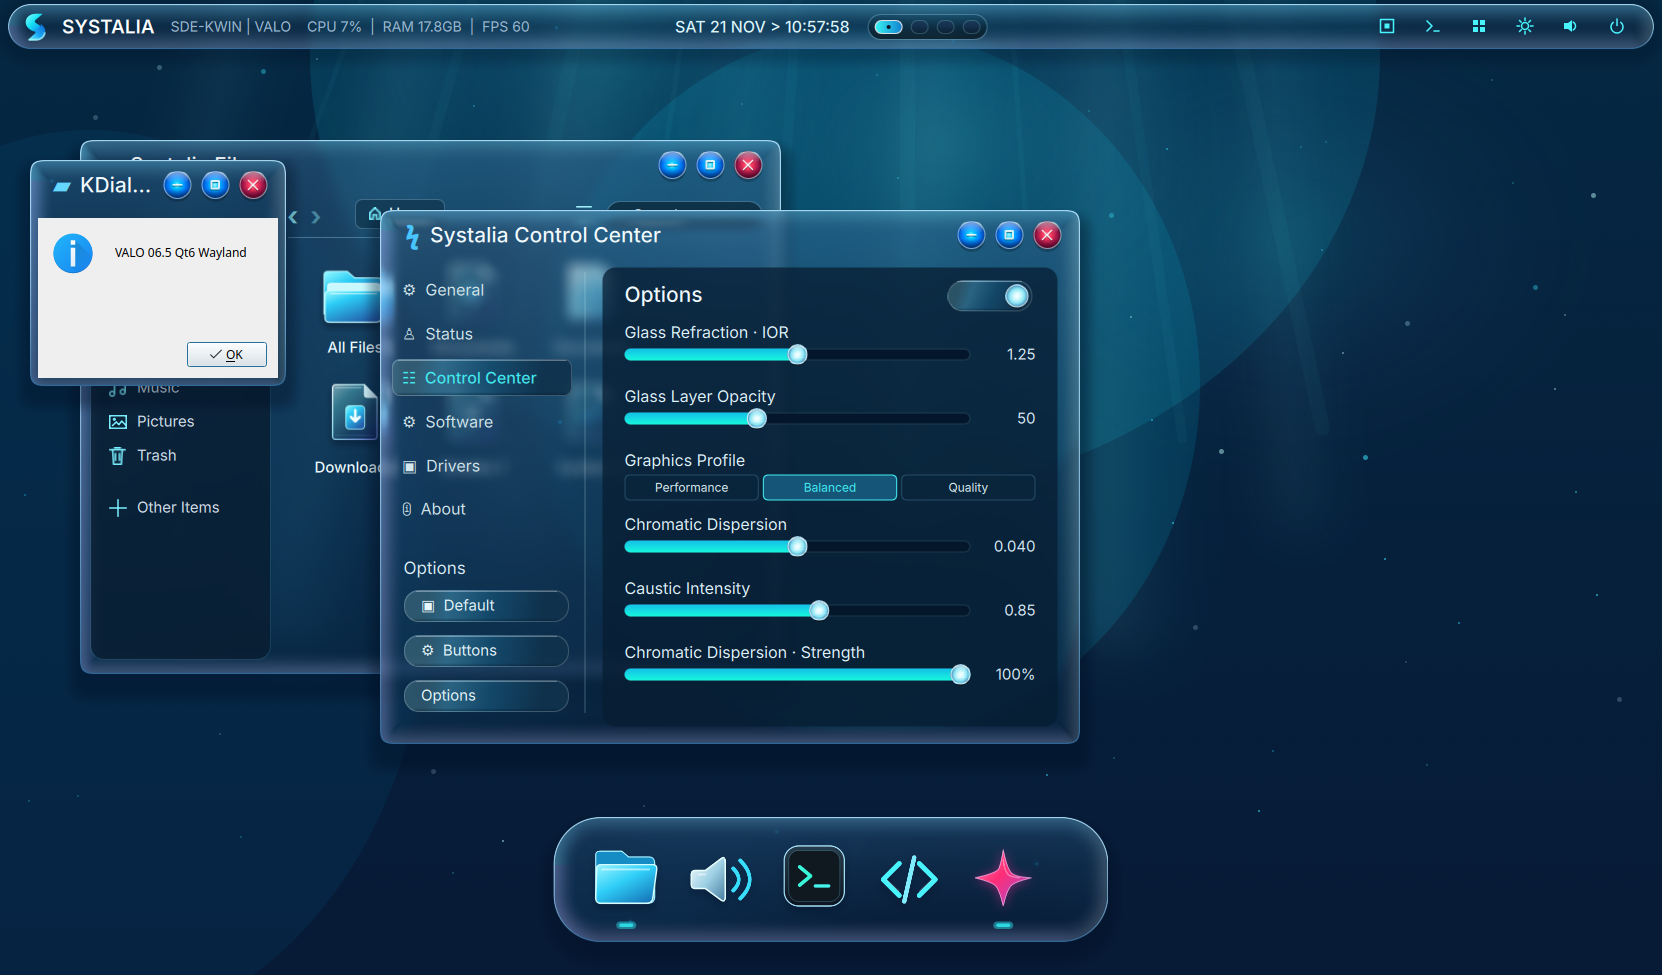 SYSTALIA SDE-KWIN | VALO CPU 7% | RAM 17.8GB | FPS 60
SAT 21 NOV > 10:57:58
KDial...
VALO 06.5 Qt6 Wayland
OK
Music
Pictures
Trash
Other Items
All Files
Systalia Control Center
General
Status
Control Center
Software
Drivers
About
Options
Default
Buttons
Options
Options
Glass Refraction · IOR
1.25
Glass Layer Opacity
50
Graphics Profile
Performance Balanced Quality
Chromatic Dispersion
0.040
Caustic Intensity
0.85
Chromatic Dispersion · Strength
100%